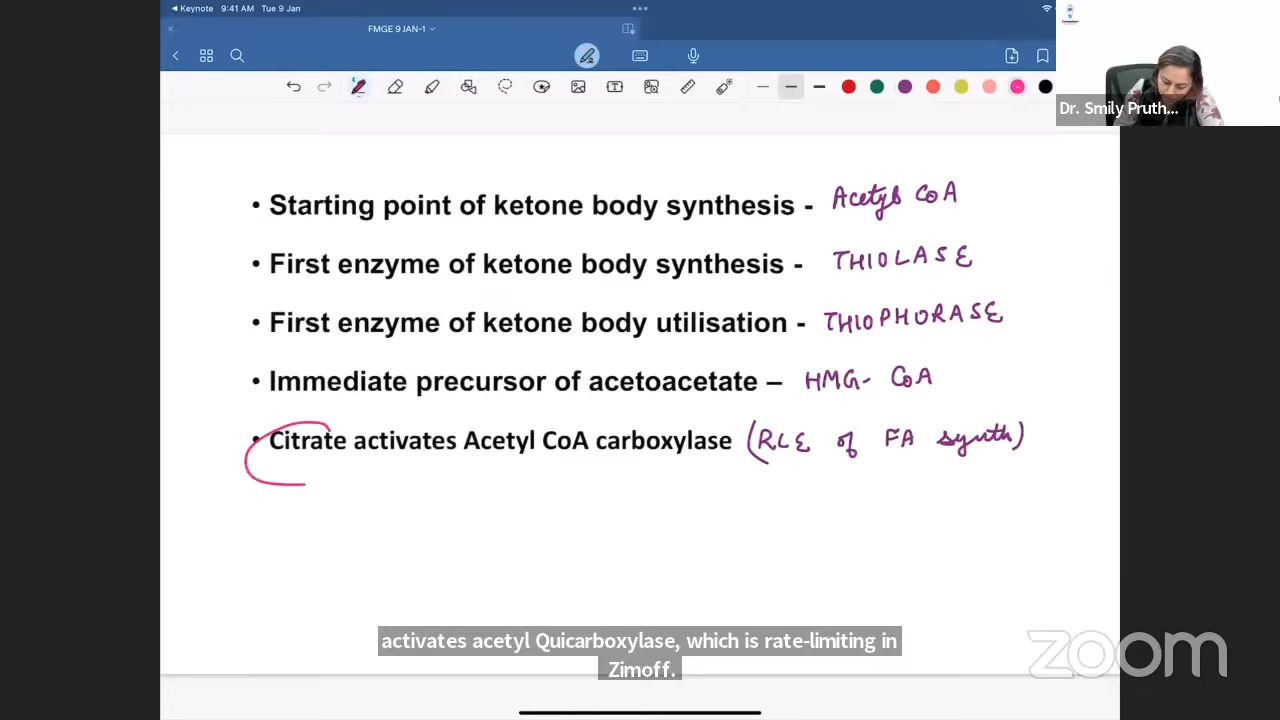 Keynote 9:41 AM Tue 9 Jan
FMGE 9 JAN-1
Dr. Smily Pruth...
• Starting point of ketone body synthesis - Acetyl CoA
• First enzyme of ketone body synthesis - THIOLASE
• First enzyme of ketone body utilisation - THIOPHORASE
• Immediate precursor of acetoacetate – HMG- CoA
• Citrate activates Acetyl CoA carboxylase (RLE of FA synth)
activates acetyl Quicarboxylase, which is rate-limiting in
Zimoff.
zoom